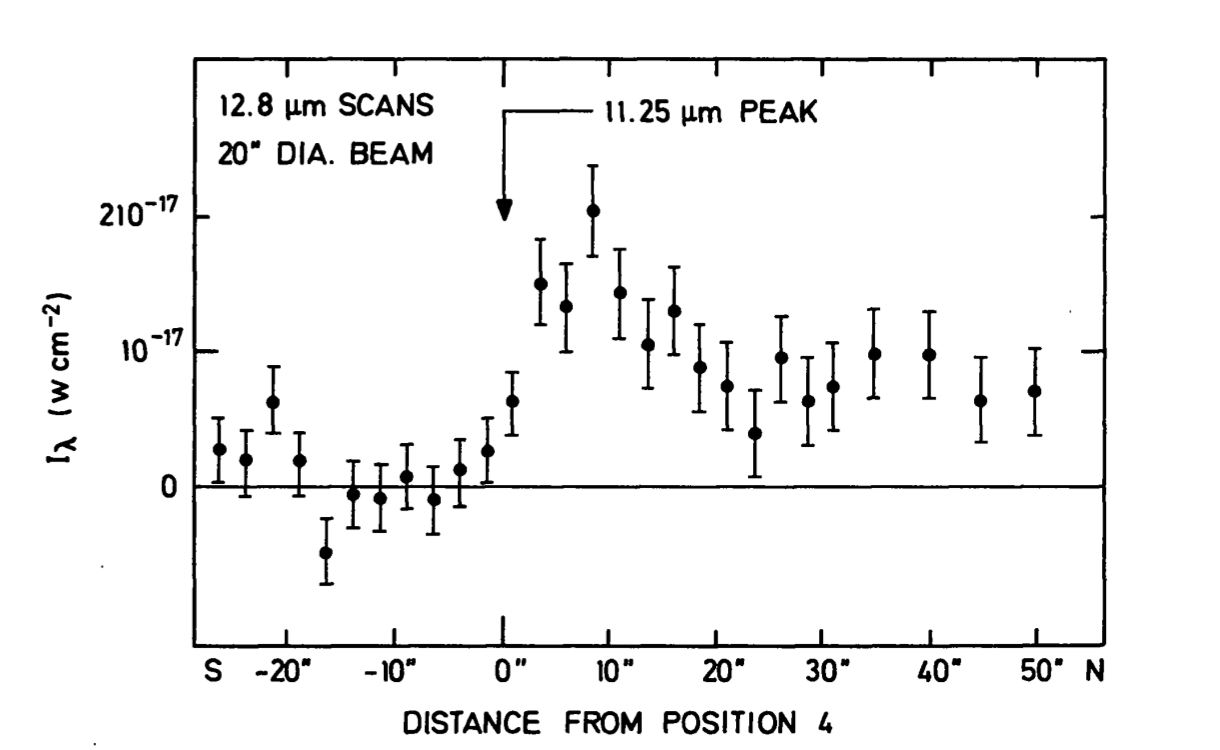 12.8 μm SCANS
20" DIA. BEAM
11.25 μm PEAK
210⁻¹⁷
10⁻¹⁷
0
I_λ (W cm⁻²)
S -20" -10" 0" 10" 20" 30" 40" 50" N
DISTANCE FROM POSITION 4